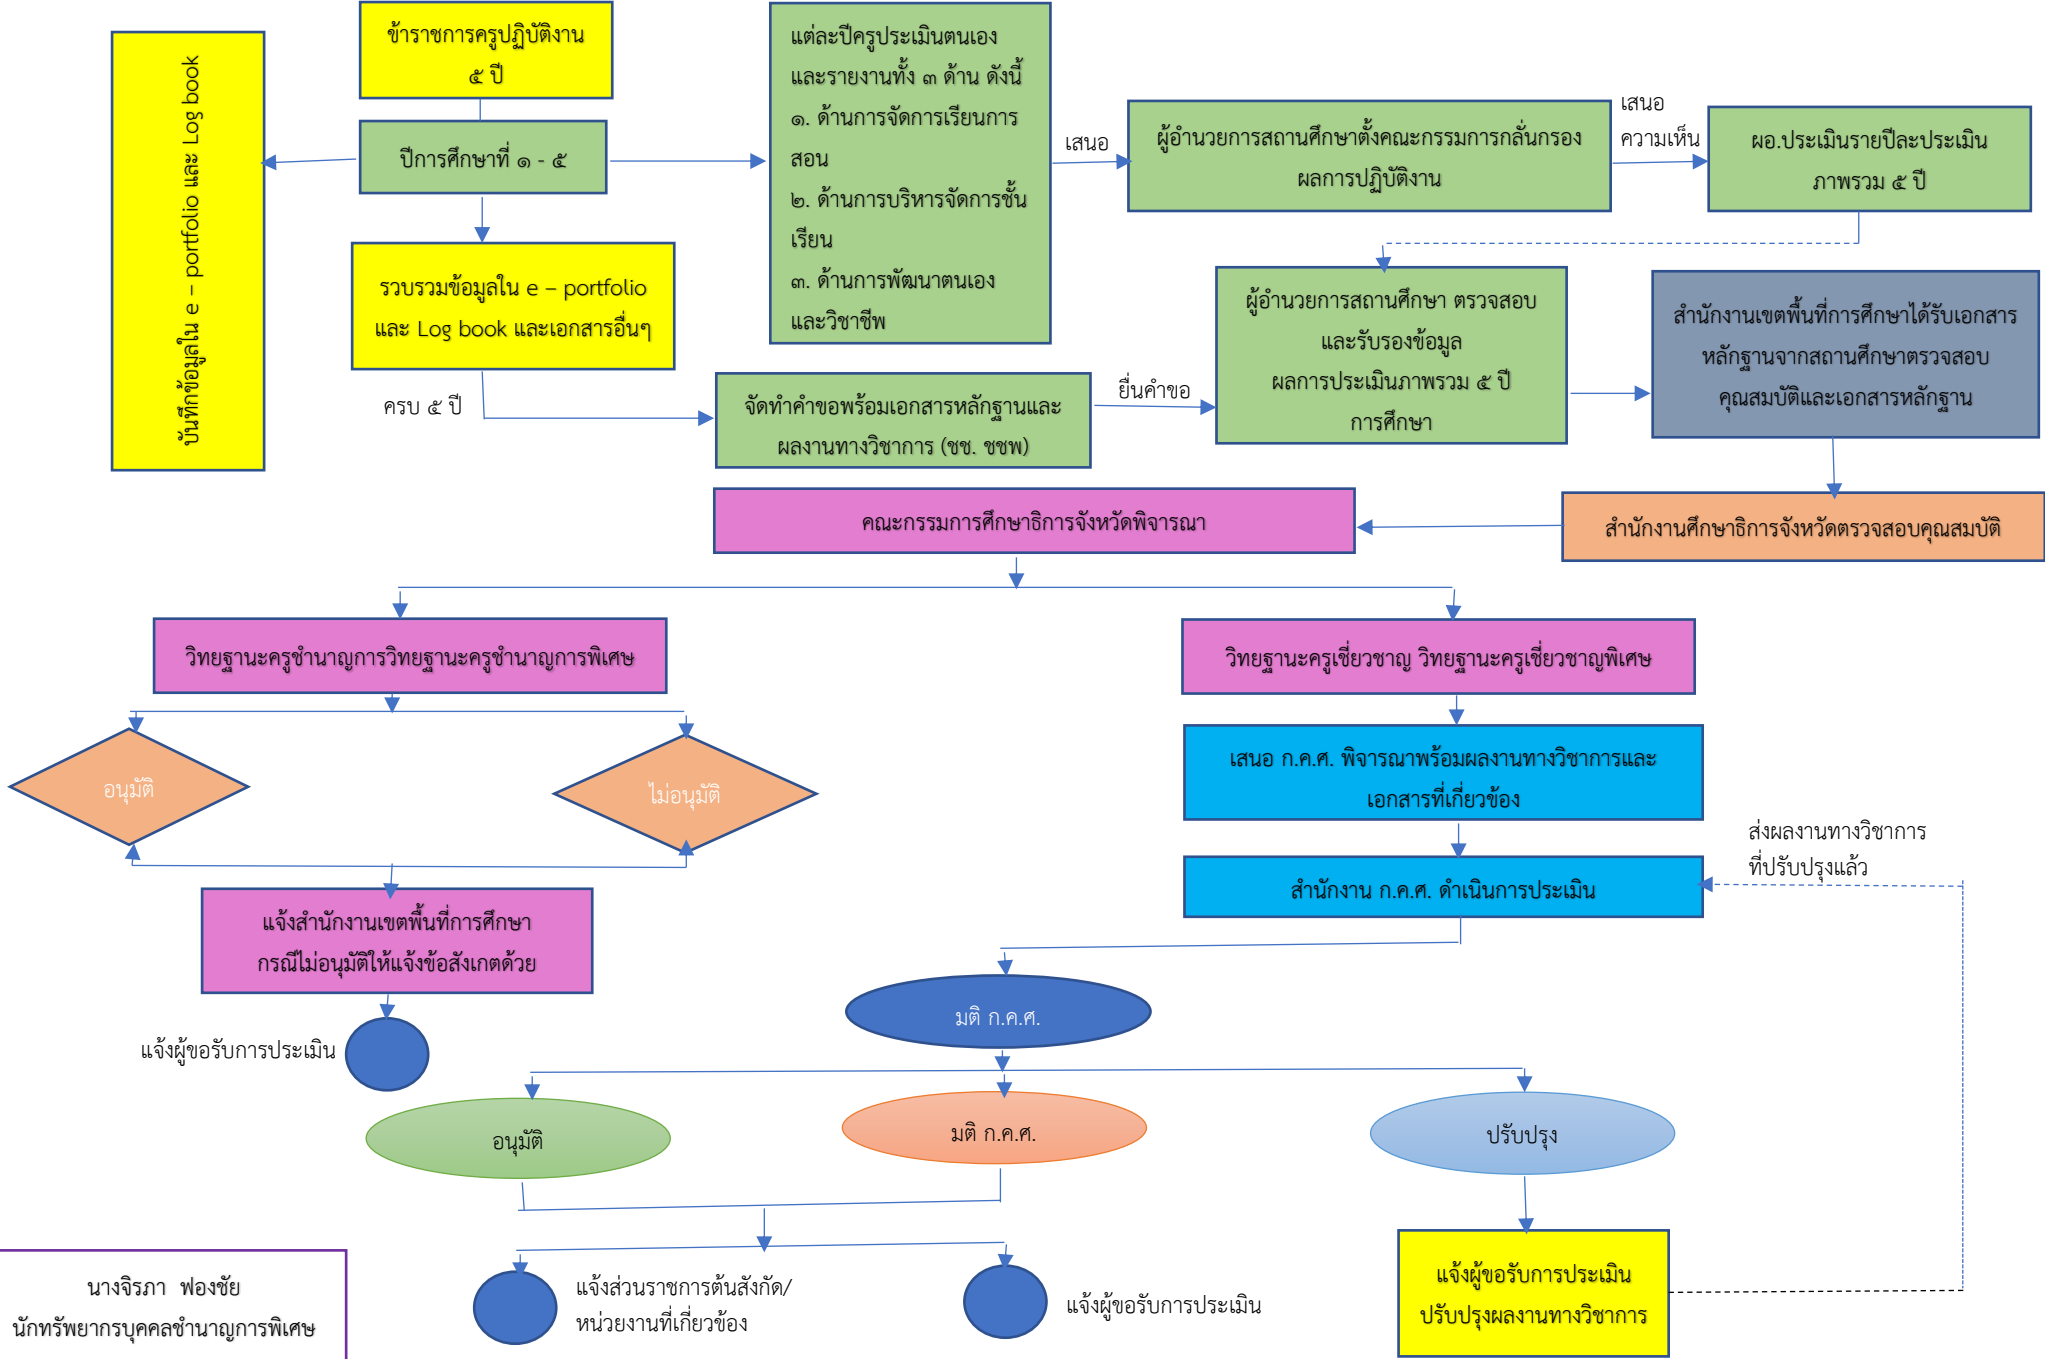 บันทึกข้อมูลใน e – portfolio และ Log book
ข้าราชการครูปฏิบัติงาน
๕ ปี
ปีการศึกษาที่ ๑ - ๕
รวบรวมข้อมูลใน e – portfolio
และ Log book และเอกสารอื่นๆ
ครบ ๕ ปี
แต่ละปีครูประเมินตนเอง
และรายงานทั้ง ๓ ด้าน ดังนี้
๑. ด้านการจัดการเรียนการ
สอน
๒. ด้านการบริหารจัดการชั้น
เรียน
๓. ด้านการพัฒนาตนเอง
และวิชาชีพ
เสนอ
ผู้อำนวยการสถานศึกษาตั้งคณะกรรมการกลั่นกรอง
ผลการปฏิบัติงาน
เสนอ
ความเห็น
ผอ.ประเมินรายปีละประเมิน
ภาพรวม ๕ ปี
จัดทำคำขอพร้อมเอกสารหลักฐานและ
ผลงานทางวิชาการ (ชช. ชชพ)
ยื่นคำขอ
ผู้อำนวยการสถานศึกษา ตรวจสอบ
และรับรองข้อมูล
ผลการประเมินภาพรวม ๕ ปี
การศึกษา
สำนักงานเขตพื้นที่การศึกษาได้รับเอกสาร
หลักฐานจากสถานศึกษาตรวจสอบ
คุณสมบัติและเอกสารหลักฐาน
คณะกรรมการศึกษาธิการจังหวัดพิจารณา
สำนักงานศึกษาธิการจังหวัดตรวจสอบคุณสมบัติ
วิทยฐานะครูชำนาญการวิทยฐานะครูชำนาญการพิเศษ
วิทยฐานะครูเชี่ยวชาญ วิทยฐานะครูเชี่ยวชาญพิเศษ
อนุมัติ
ไม่อนุมัติ
เสนอ ก.ค.ศ. พิจารณาพร้อมผลงานทางวิชาการและ
เอกสารที่เกี่ยวข้อง
ส่งผลงานทางวิชาการ
ที่ปรับปรุงแล้ว
สำนักงาน ก.ค.ศ. ดำเนินการประเมิน
แจ้งสำนักงานเขตพื้นที่การศึกษา
กรณีไม่อนุมัติให้แจ้งข้อสังเกตด้วย
มติ ก.ค.ศ.
แจ้งผู้ขอรับการประเมิน
อนุมัติ
มติ ก.ค.ศ.
ปรับปรุง
แจ้งส่วนราชการต้นสังกัด/
หน่วยงานที่เกี่ยวข้อง
แจ้งผู้ขอรับการประเมิน
แจ้งผู้ขอรับการประเมิน
ปรับปรุงผลงานทางวิชาการ
นางจิรภา ฟองชัย
นักทรัพยากรบุคคลชำนาญการพิเศษ